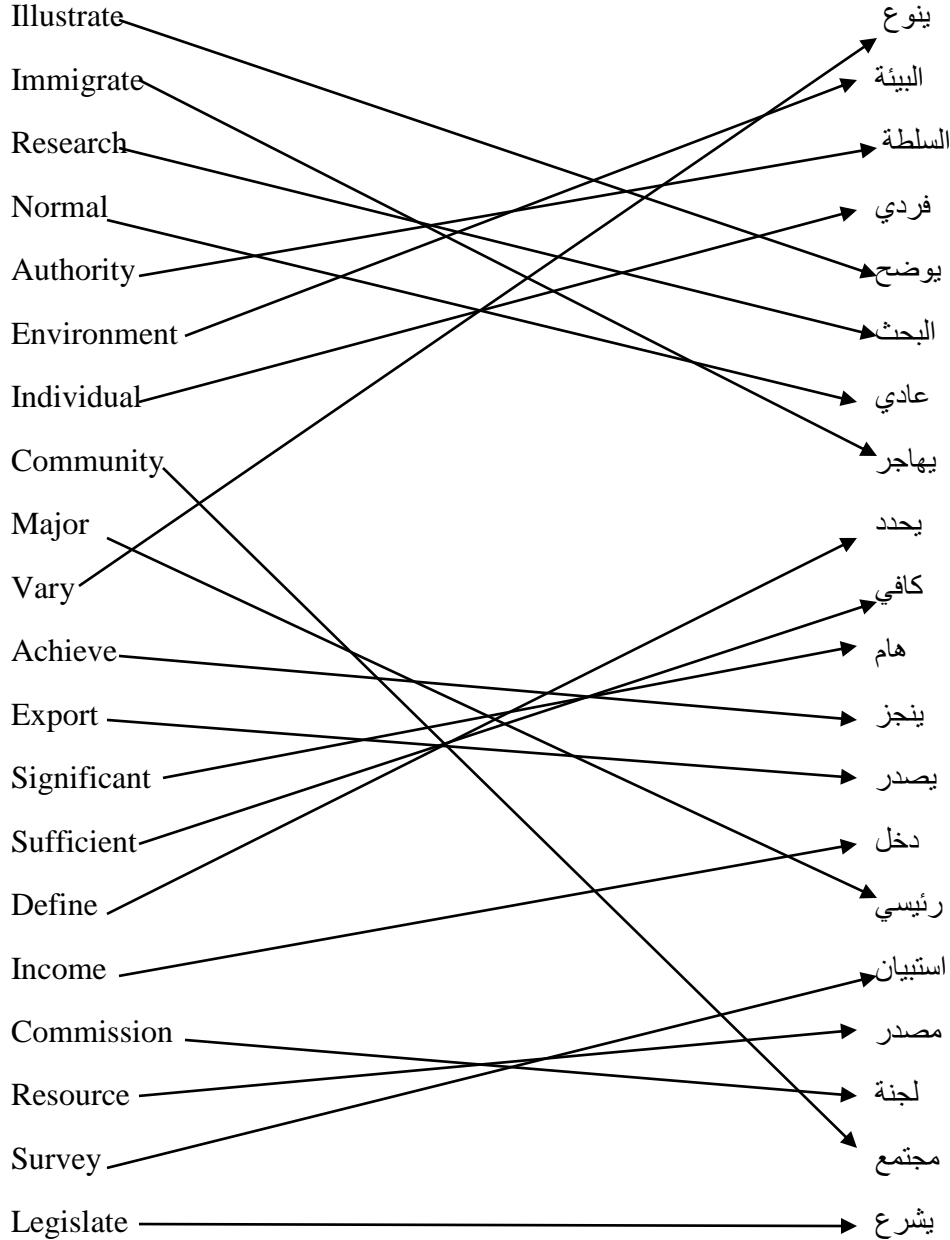 Illustrate ينوع
Immigrate البيئة
Research السلطة
Normal فردي
Authority يوضح
Environment البحث
Individual عادي
Community يهاجر
Major يحدد
Vary كافي
Achieve هام
Export ينجز
Significant يصدر
Sufficient دخل
Define رئيسي
Income استبيان
Commission مصدر
Resource لجنة
Survey مجتمع
Legislate يشرع